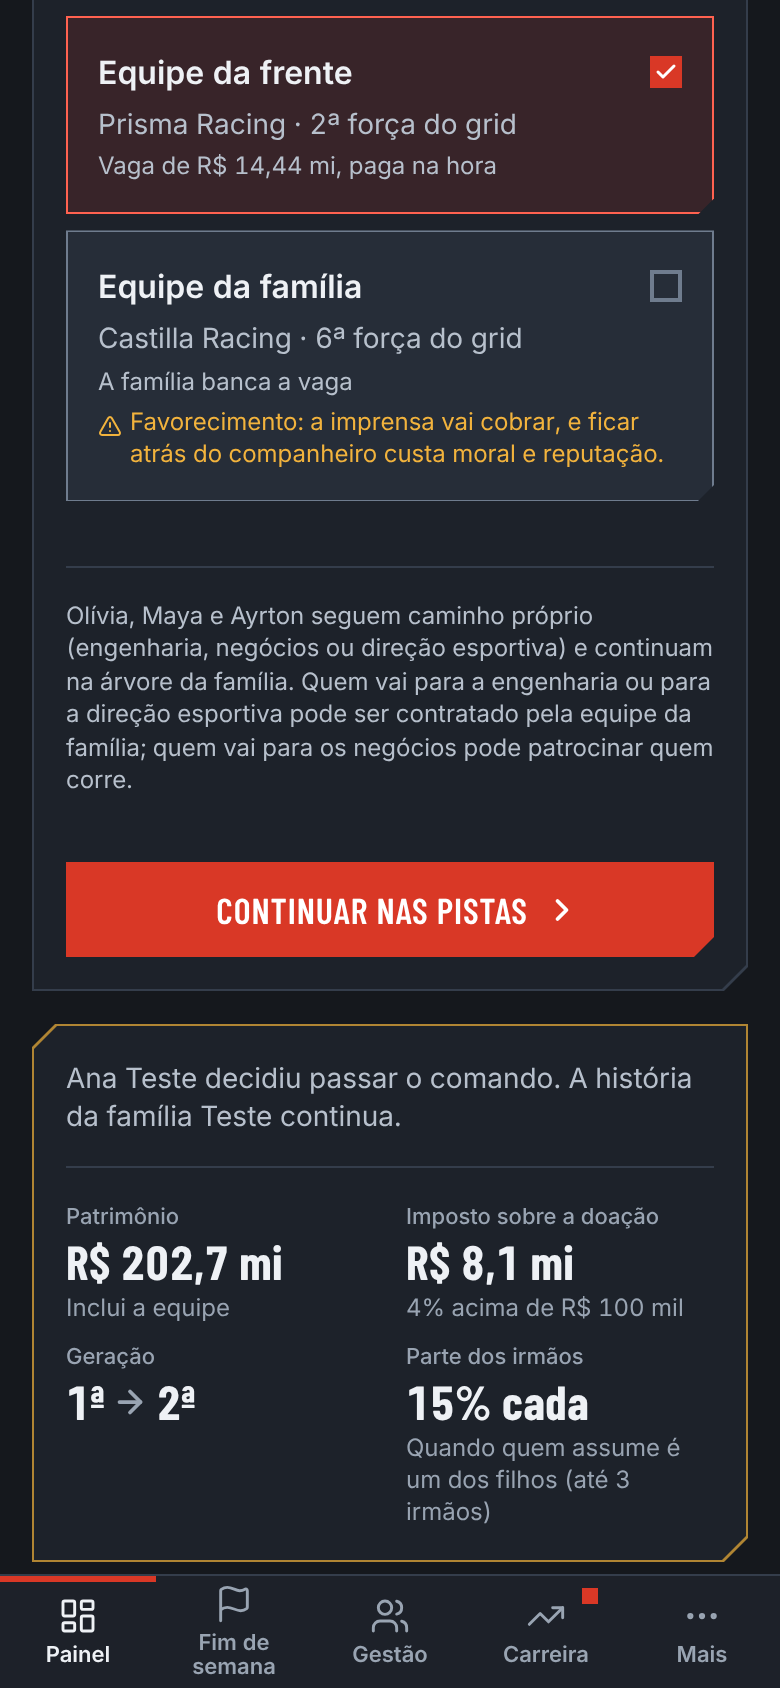 Equipe da frente
Prisma Racing · 2ª força do grid
Vaga de R$ 14,44 mi, paga na hora
Equipe da família
Castilla Racing · 6ª força do grid
A família banca a vaga
Favorecimento: a imprensa vai cobrar, e ficar
atrás do companheiro custa moral e reputação.
Olívia, Maya e Ayrton seguem caminho próprio
(engenharia, negócios ou direção esportiva) e continuam
na árvore da família. Quem vai para a engenharia ou para
a direção esportiva pode ser contratado pela equipe da
família; quem vai para os negócios pode patrocinar quem
corre.
CONTINUAR NAS PISTAS
Ana Teste decidiu passar o comando. A história
da família Teste continua.
Patrimônio
R$ 202,7 mi
Inclui a equipe
Imposto sobre a doação
R$ 8,1 mi
4% acima de R$ 100 mil
Geração
1ª → 2ª
Parte dos irmãos
15% cada
Quando quem assume é
um dos filhos (até 3
irmãos)
Painel
Fim de
semana
Gestão
Carreira
Mais